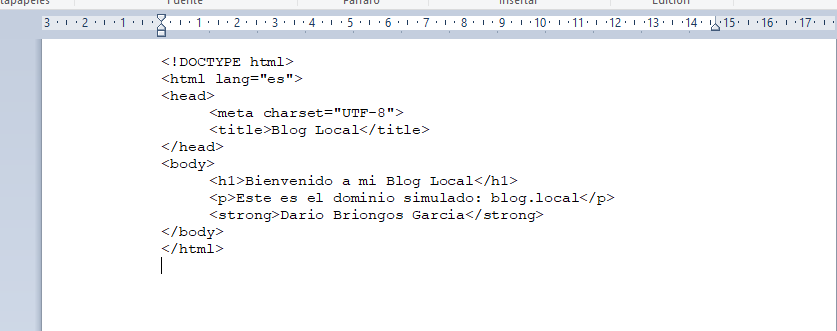 tapapeles Fuente Párrafo Insertar Edición
3 2 1 1 2 3 4 5 6 7 8 9 10 11 12 13 14 15 16 17
<!DOCTYPE html>
<html lang="es">
<head>
<meta charset="UTF-8">
<title>Blog Local</title>
</head>
<body>
<h1>Bienvenido a mi Blog Local</h1>
<p>Este es el dominio simulado: blog.local</p>
<strong>Dario Briongos Garcia</strong>
</body>
</html>